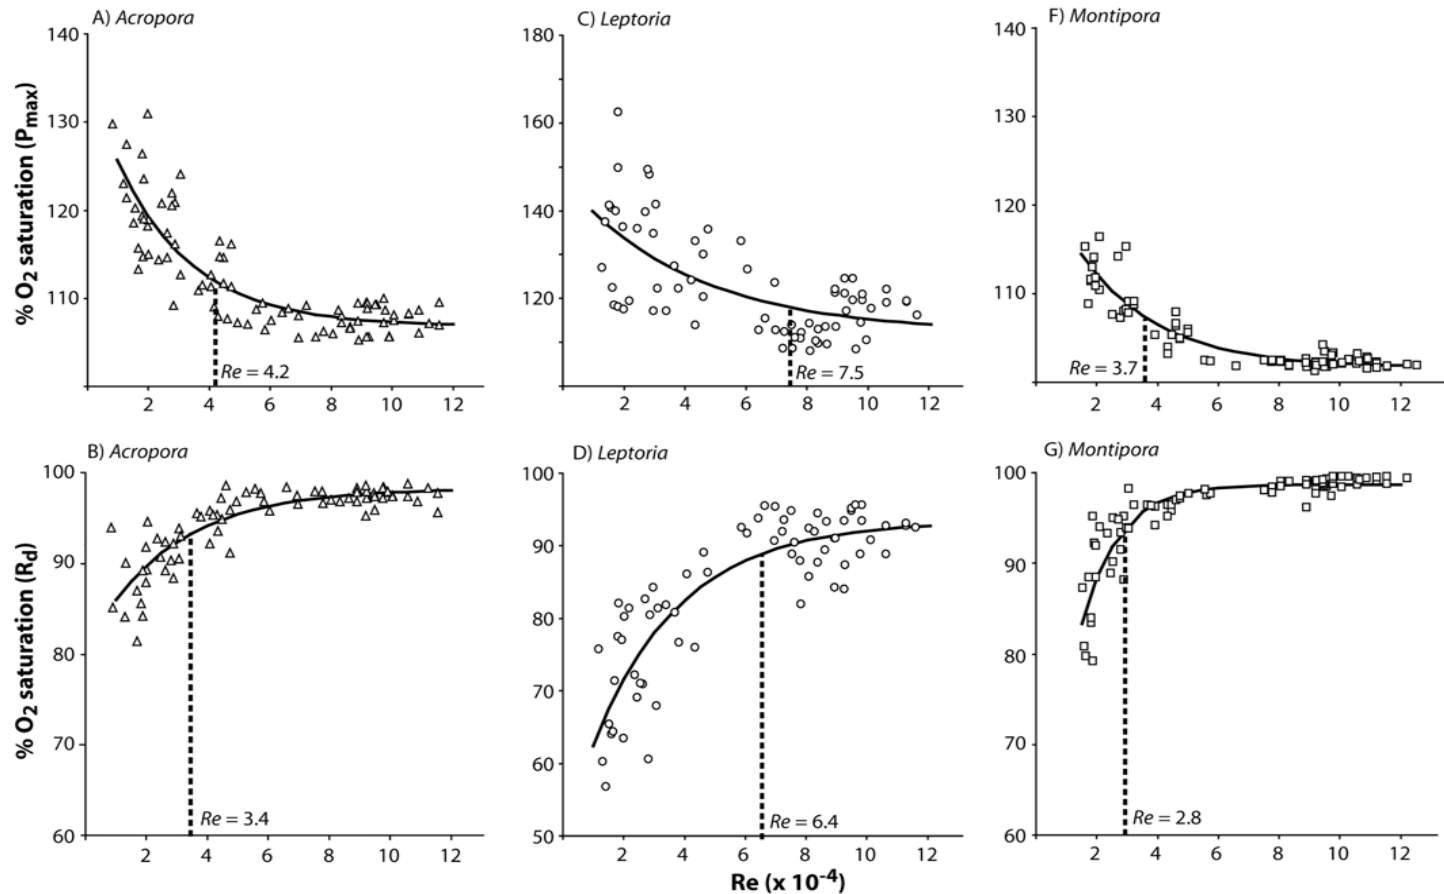 A) Acropora
C) Leptoria
F) Montipora
% O2 saturation (Pmax)
140
130
120
110
180
160
140
120
140
130
120
110
Re = 4.2
Re = 7.5
Re = 3.7
2 4 6 8 10 12
2 4 6 8 10 12
2 4 6 8 10 12
B) Acropora
D) Leptoria
G) Montipora
% O2 saturation (Rd)
100
90
80
70
60
100
90
80
70
60
50
100
90
80
70
60
Re = 3.4
Re = 6.4
Re = 2.8
2 4 6 8 10 12
2 4 6 8 10 12
2 4 6 8 10 12
Re (x 10-4)